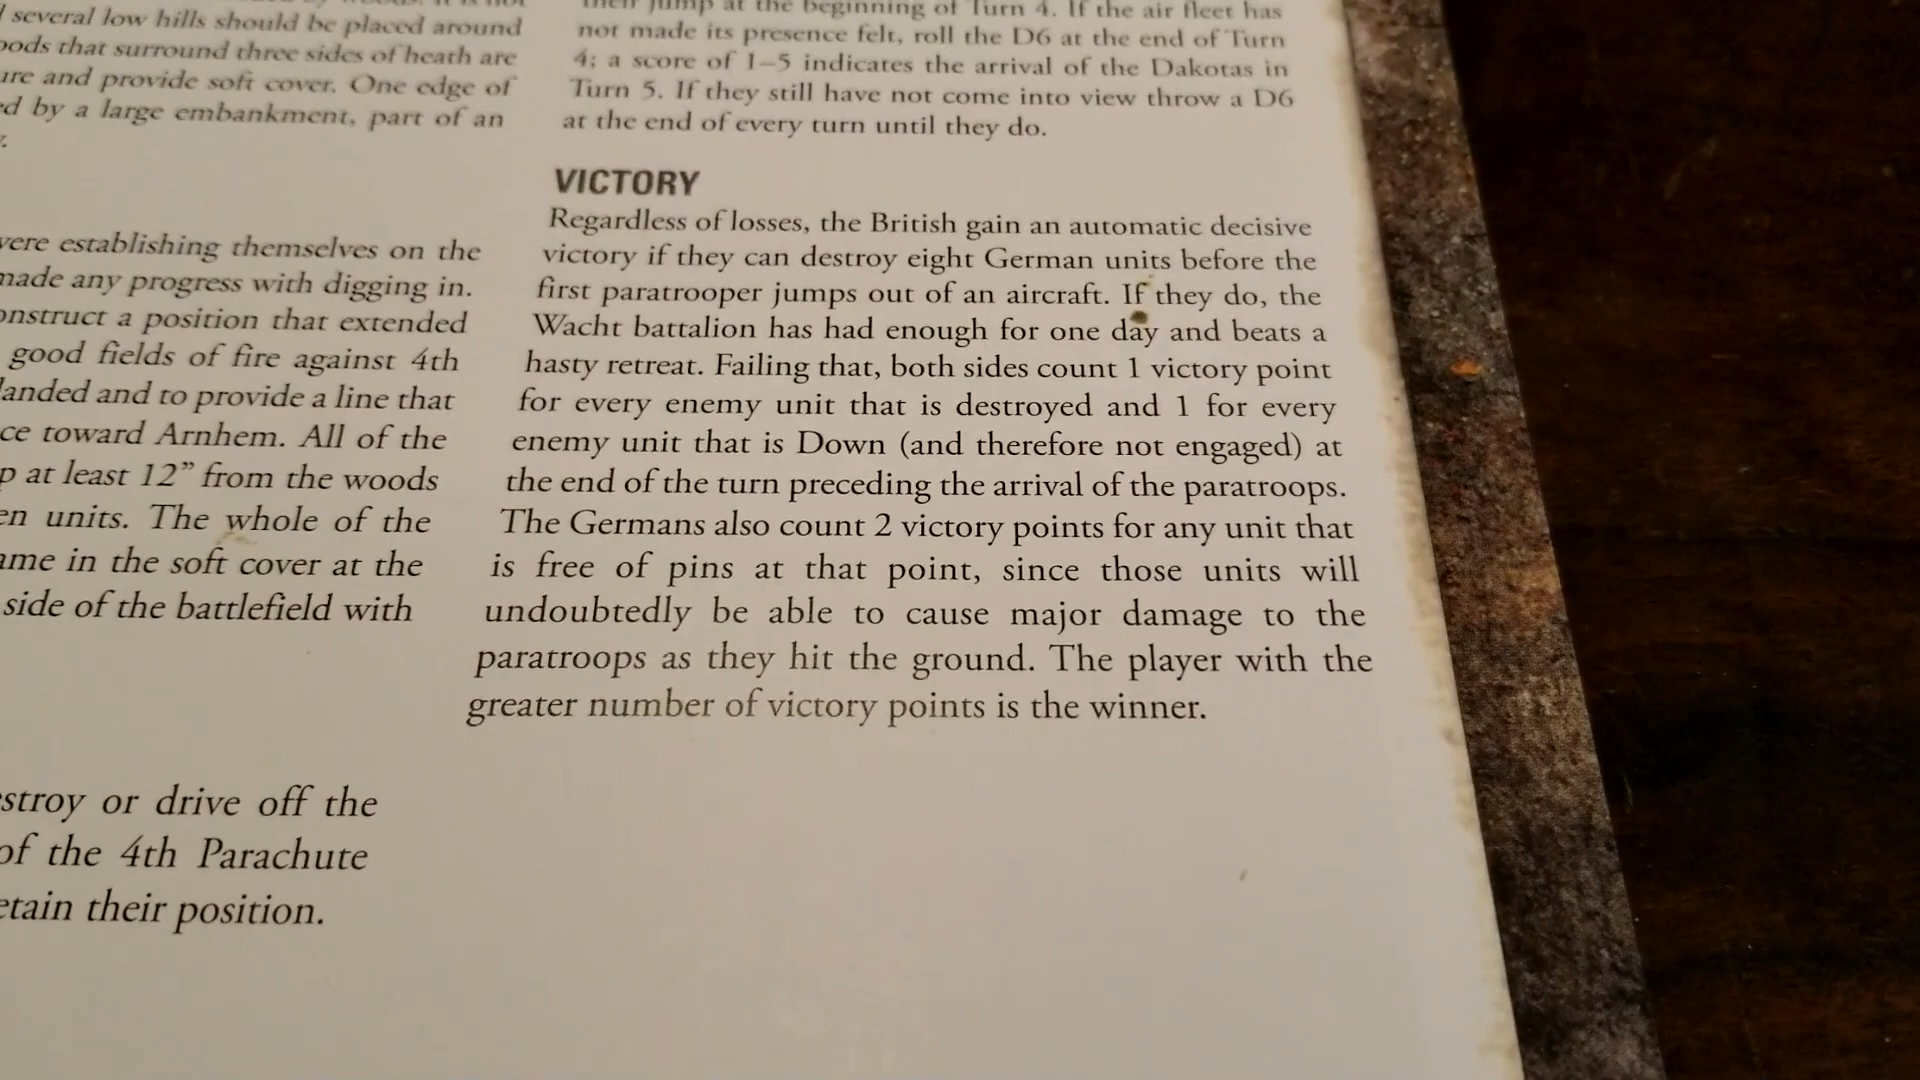 several low hills should be placed around
that surround three sides of heath are
and provide soft cover. One edge of
by a large embankment, part of an
were establishing themselves on the
made any progress with digging in.
construct a position that extended
good fields of fire against 4th
landed and to provide a line that
toward Arnhem. All of the
at least 12” from the woods
units. The whole of the
in the soft cover at the
side of the battlefield with
destroy or drive off the
of the 4th Parachute
retain their position.
their jump at the beginning of Turn 4. If the air fleet has
not made its presence felt, roll the D6 at the end of Turn
4; a score of 1–5 indicates the arrival of the Dakotas in
Turn 5. If they still have not come into view throw a D6
at the end of every turn until they do.
VICTORY
Regardless of losses, the British gain an automatic decisive
victory if they can destroy eight German units before the
first paratrooper jumps out of an aircraft. If they do, the
Wacht battalion has had enough for one day and beats a
hasty retreat. Failing that, both sides count 1 victory point
for every enemy unit that is destroyed and 1 for every
enemy unit that is Down (and therefore not engaged) at
the end of the turn preceding the arrival of the paratroops.
The Germans also count 2 victory points for any unit that
is free of pins at that point, since those units will
undoubtedly be able to cause major damage to the
paratroops as they hit the ground. The player with the
greater number of victory points is the winner.